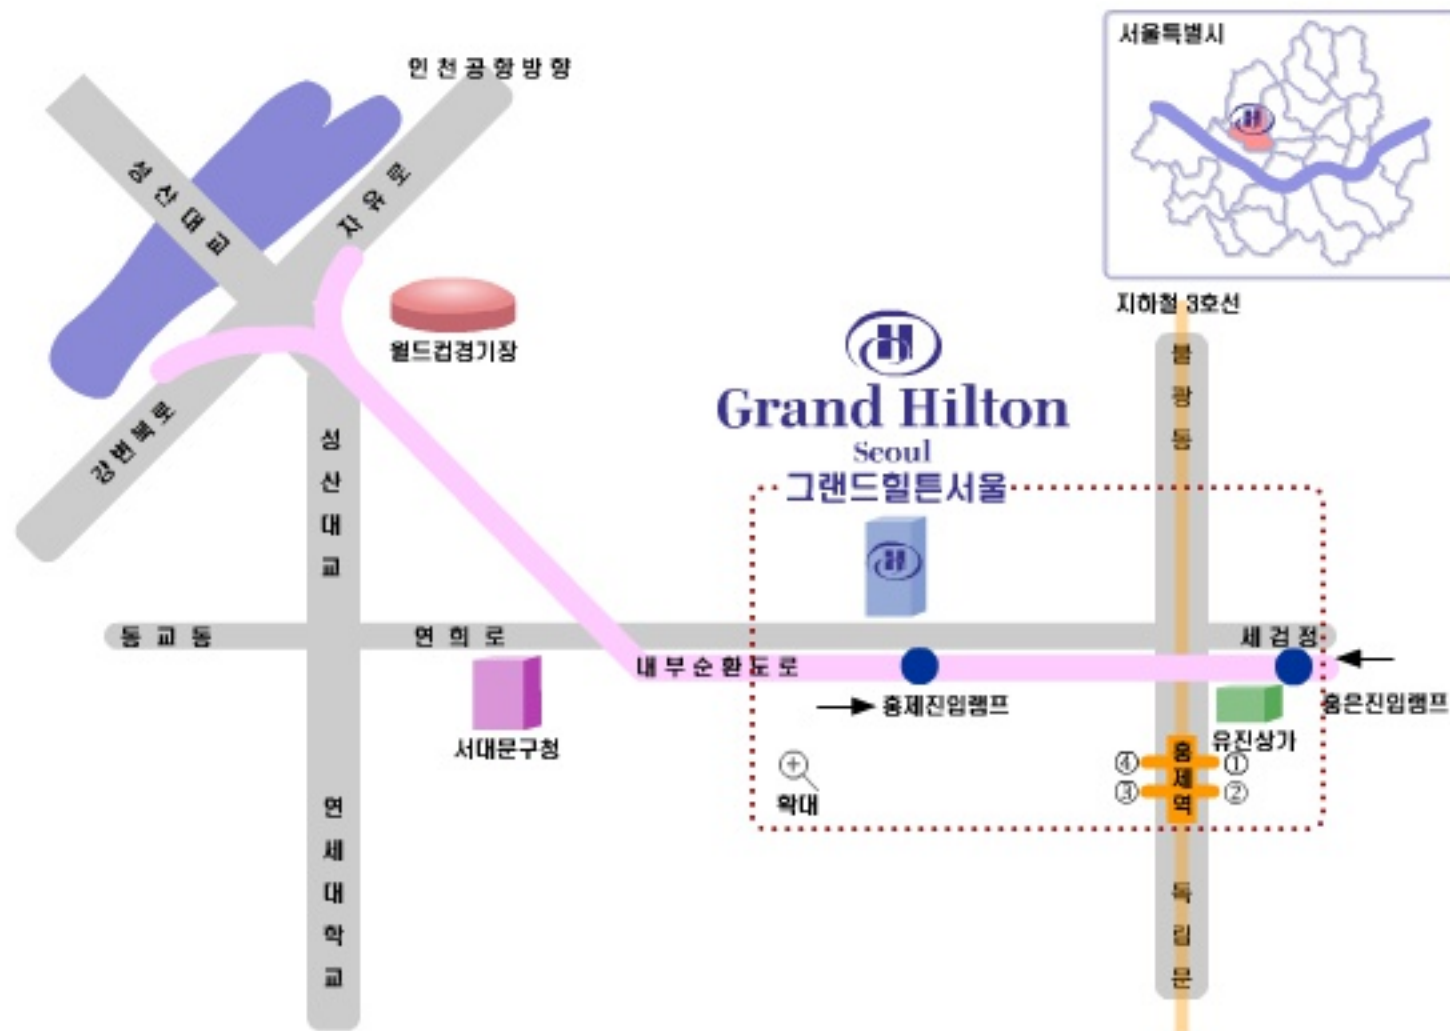 인천공항방향
서울특별시
성산대교
자유로
월드컵경기장
지하철 3호선
강변북로
성산대교
H
Grand Hilton
Seoul
그랜드힐튼서울
불광동
동교동
연희로
세검정
내부순환도로
홍제진입램프
홍은진입램프
서대문구청
유진상가
확대
홍제역
④
①
③
②
연세대학교
독립문